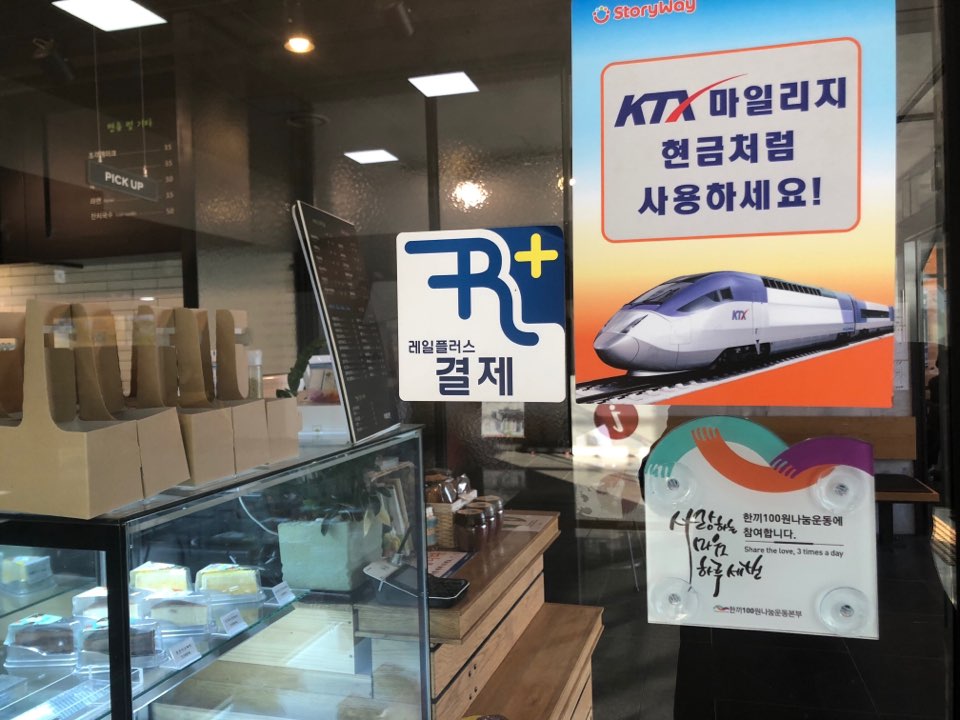 StoryWay
KTX 마일리지
현금처럼
사용하세요!
KTX
PICK UP
R+
레일플러스
결제
사랑하는
마음
하루 세번
한끼100원나눔운동에
참여합니다.
Share the love, 3 times a day
한끼100원나눔운동본부